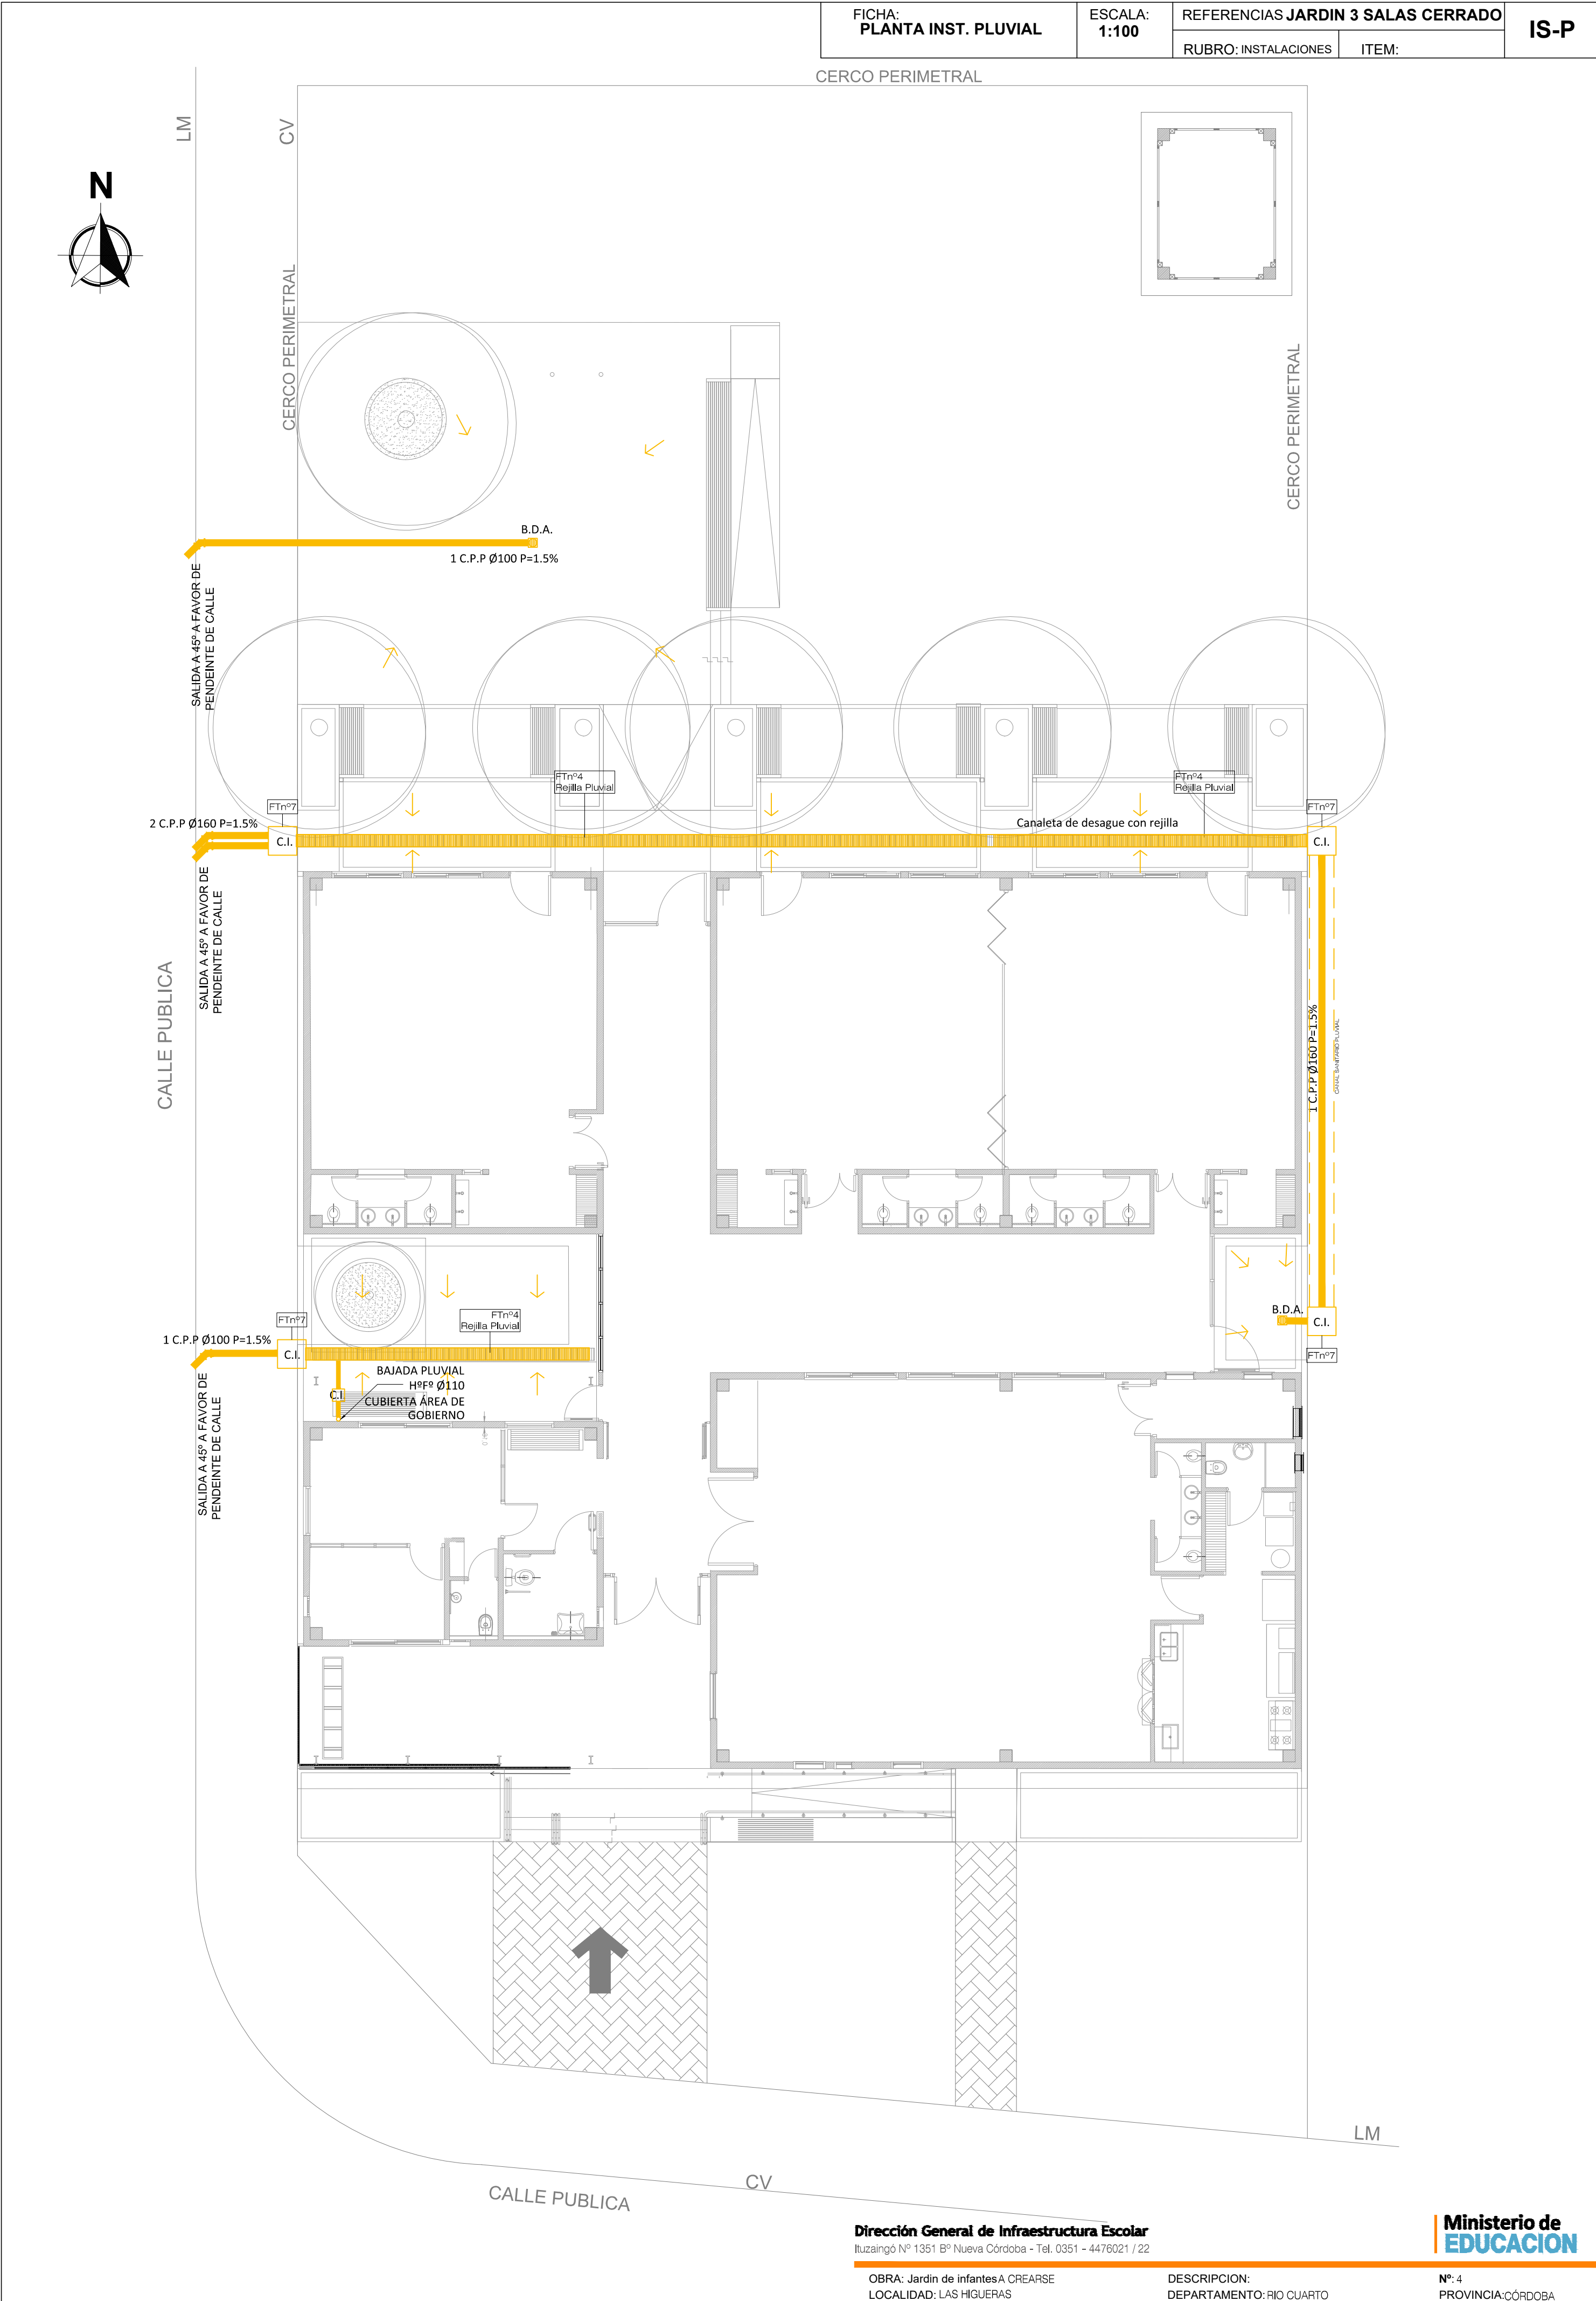 FICHA:
PLANTA INST. PLUVIAL
ESCALA:
1:100
REFERENCIAS JARDIN 3 SALAS CERRADO
RUBRO: INSTALACIONES
ITEM:
IS-P
CERCO PERIMETRAL
LM
CV
N
CERCO PERIMETRAL
CERCO PERIMETRAL
B.D.A.
1 C.P.P Ø100 P=1.5%
SALIDA A 45º A FAVOR DE
PENDEINTE DE CALLE
FTnº4
Rejilla Pluvial
FTnº4
Rejilla Pluvial
FTnº7
FTnº7
2 C.P.P Ø160 P=1.5%
Canaleta de desague con rejilla
C.I.
C.I.
SALIDA A 45º A FAVOR DE
PENDEINTE DE CALLE
CALLE PUBLICA
1 C.P.P Ø160 P=1.5%
CANAL SANITARIO PLUVIAL
FTnº4
Rejilla Pluvial
FTnº7
B.D.A.
C.I.
FTnº7
1 C.P.P Ø100 P=1.5%
C.I.
BAJADA PLUVIAL
HºFº Ø110
C.I.
CUBIERTA ÁREA DE
GOBIERNO
SALIDA A 45º A FAVOR DE
PENDEINTE DE CALLE
LM
CV
CALLE PUBLICA
Dirección General de Infraestructura Escolar
Ituzaingó Nº 1351 Bº Nueva Córdoba - Tel. 0351 - 4476021 / 22
Ministerio de
EDUCACION
OBRA: Jardin de infantes A CREARSE
DESCRIPCION:
Nº: 4
LOCALIDAD: LAS HIGUERAS
DEPARTAMENTO: RIO CUARTO
PROVINCIA: CÓRDOBA